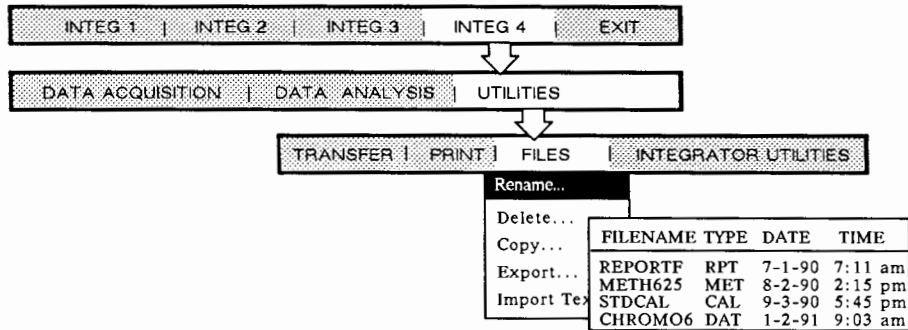 INTEG 1 | INTEG 2 | INTEG 3 | INTEG 4 | EXIT
DATA ACQUISITION | DATA ANALYSIS | UTILITIES
TRANSFER | PRINT | FILES | INTEGRATOR UTILITIES
Rename...
Delete...
Copy...
Export...
Import Tex
FILENAME TYPE DATE TIME
REPORTF RPT 7-1-90 7:11 am
METH625 MET 8-2-90 2:15 pm
STDCAL CAL 9-3-90 5:45 pm
CHROMO6 DAT 1-2-91 9:03 am